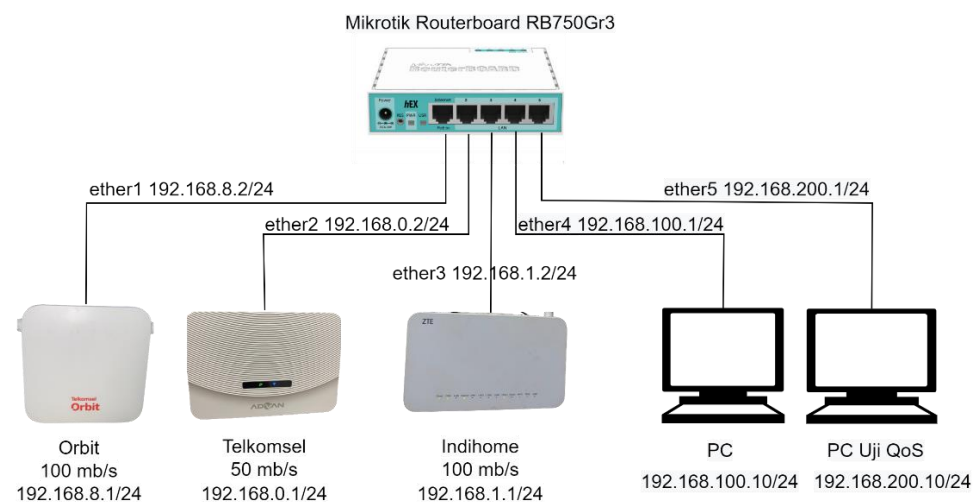 Mikrotik Routerboard RB750Gr3
hEX
ether1 192.168.8.2/24
ether5 192.168.200.1/24
ether2 192.168.0.2/24
ether4 192.168.100.1/24
ether3 192.168.1.2/24
ZTE
Telkomsel
Orbit
ADVAN
Orbit
100 mb/s
192.168.8.1/24
Telkomsel
50 mb/s
192.168.0.1/24
Indihome
100 mb/s
192.168.1.1/24
PC
192.168.100.10/24
PC Uji QoS
192.168.200.10/24